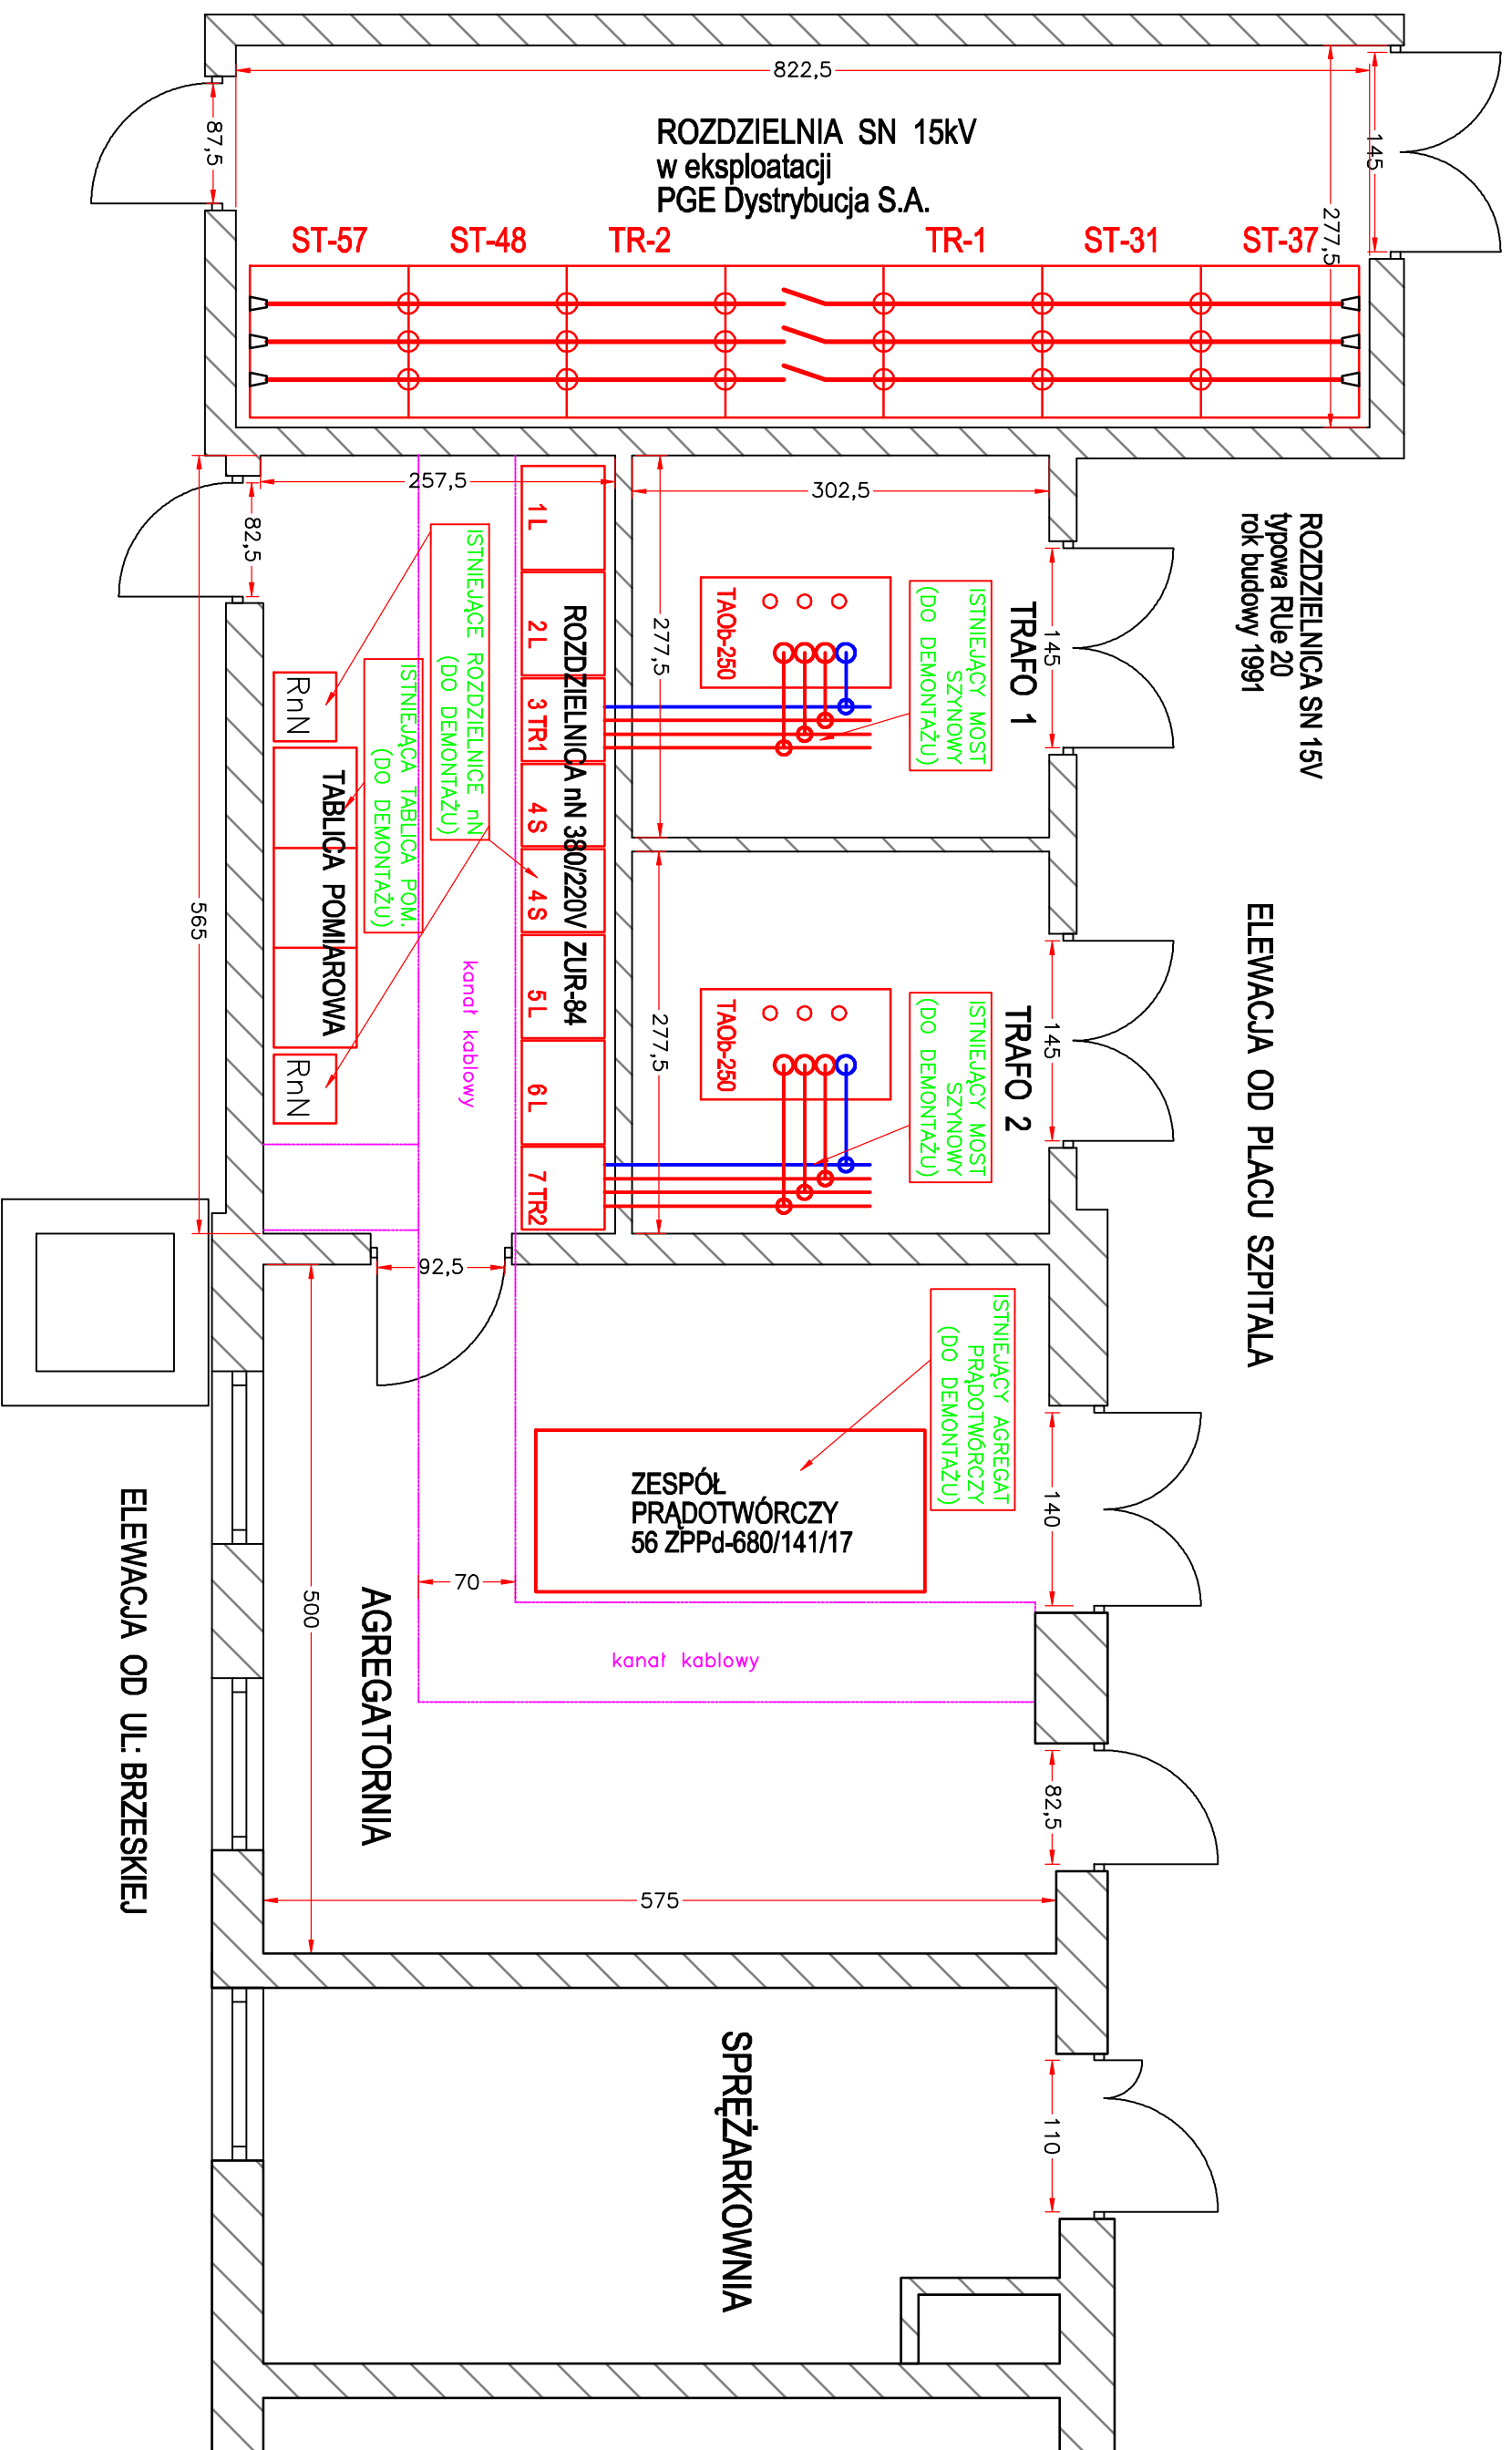 822,5
87,5
145
277,5
ROZDZIELNIA SN 15kV
w eksploatacji
PGE Dystrybucja S.A.
ST-57
ST-48
TR-2
TR-1
ST-31
ST-37
ROZDZIELNICA SN 15V
typowa RUe 20
rok budowy 1991
ELEWACJA OD PLACU SZPITALA
257,5
82,5
565
302,5
277,5
145
TRAFO 1
ISTNIEJĄCY MOST
SZYNOWY
(DO DEMONTAŻU)
TAOb-250
277,5
145
TRAFO 2
ISTNIEJĄCY MOST
SZYNOWY
(DO DEMONTAŻU)
TAOb-250
ROZDZIELNICA nN 380/220V ZUR-84
1 L
2 L
3 TR1
4 S
4 S
5 L
6 L
7 TR2
ISTNIEJĄCE ROZDZIELNICE nN
(DO DEMONTAŻU)
ISTNIEJĄCA TABLICA POM.
(DO DEMONTAŻU)
RnN
TABLICA POMIAROWA
RnN
kanał kablowy
92,5
ISTNIEJĄCY AGREGAT
PRĄDOTWÓRCZY
(DO DEMONTAŻU)
ZESPÓŁ
PRĄDOTWÓRCZY
56 ZPPd-680/141/17
140
70
500
kanał kablowy
AGREGATORNIA
82,5
575
ELEWACJA OD UL: BRZESKIEJ
SPRĘŻARKOWNIA
110